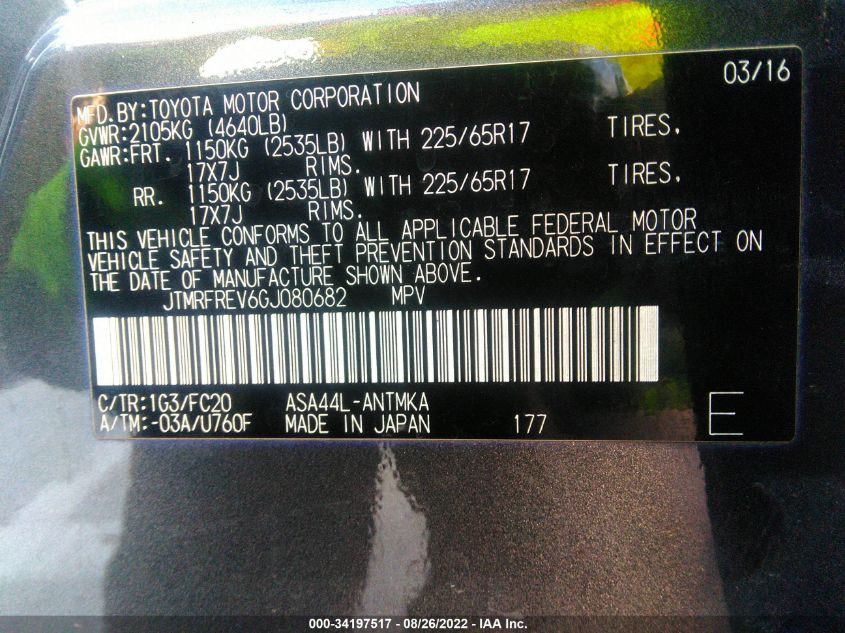 03/16
MFD.BY:TOYOTA MOTOR CORPORATION
GVWR:2105KG (4640LB)
GAWR:FRT. 1150KG (2535LB) WITH 225/65R17 TIRES,
17X7J RIMS.
RR. 1150KG (2535LB) WITH 225/65R17 TIRES,
17X7J RIMS.
THIS VEHICLE CONFORMS TO ALL APPLICABLE FEDERAL MOTOR
VEHICLE SAFETY AND THEFT PREVENTION STANDARDS IN EFFECT ON
THE DATE OF MANUFACTURE SHOWN ABOVE.
JTMRFREV6GJ080682 MPV
C/TR:1G3/FC20 ASA44L-ANTMKA
A/TM:-03A/U760F MADE IN JAPAN 177 E
000-34197517 - 08/26/2022 - IAA Inc.